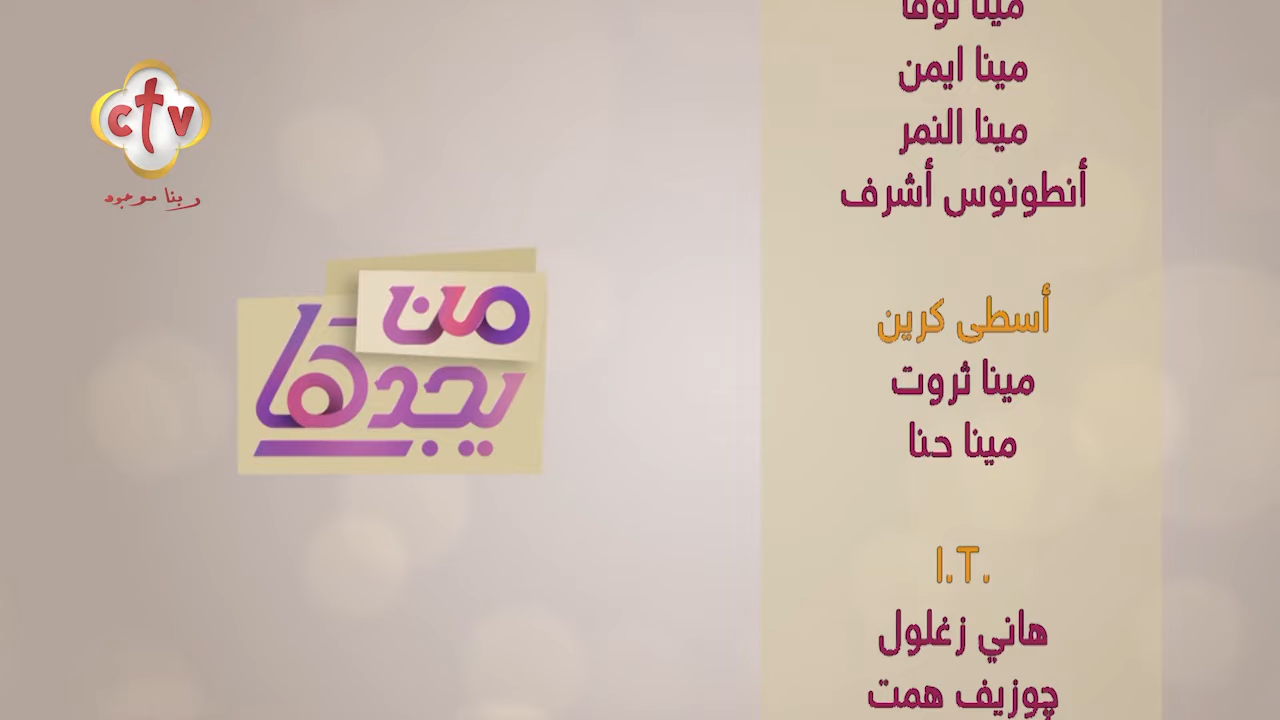 ctv
ربنا موجود
من
يجدها
مينا ايمن
مينا النمر
أنطونوس أشرف
أسطى كرين
مينا ثروت
مينا حنا
I.T.
هاني زغلول
چوزيف همت